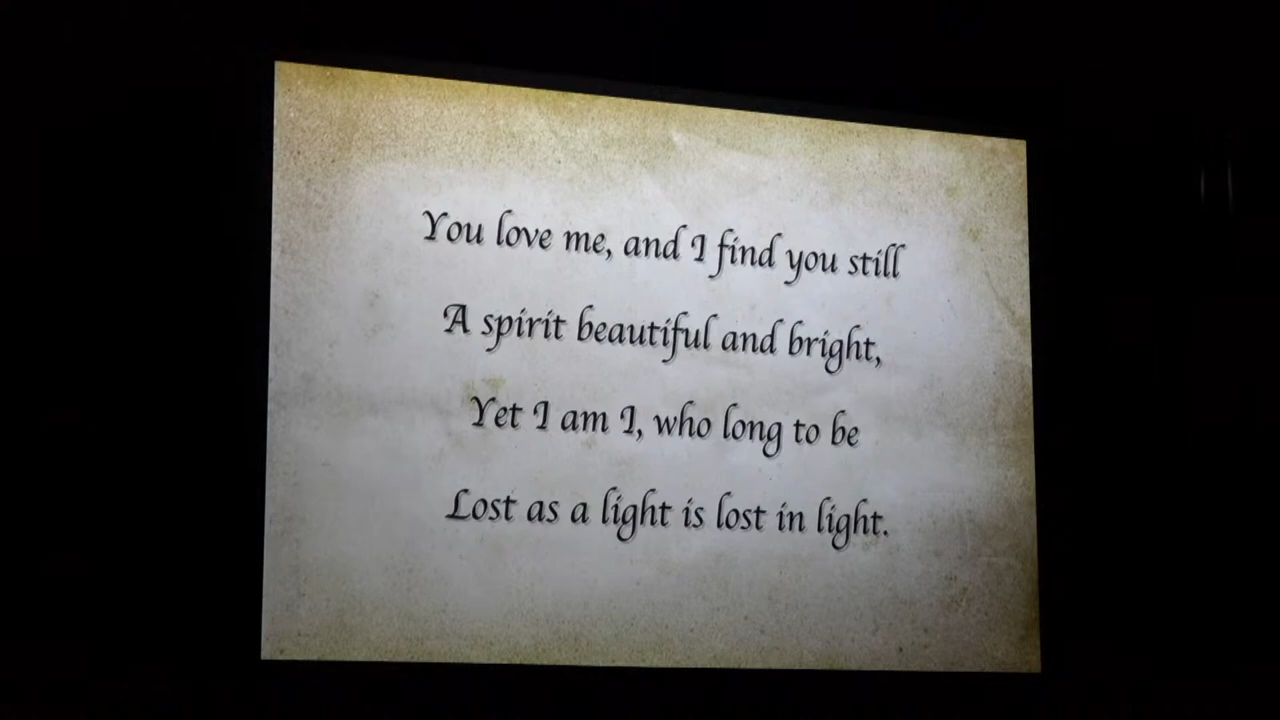 You love me, and I find you still
A spirit beautiful and bright,
Yet I am I, who long to be
Lost as a light is lost in light.